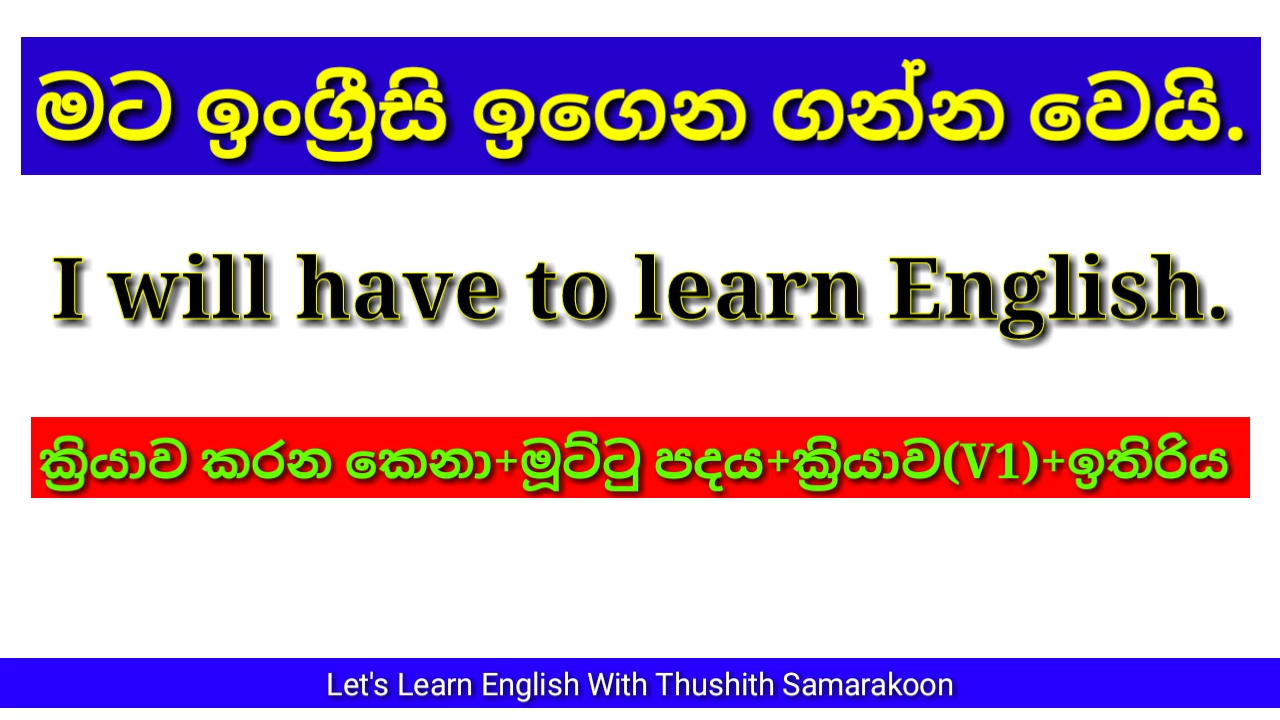 මට ඉංග්‍රීසි ඉගෙන ගන්න වෙයි.
I will have to learn English.
ක්‍රියාව කරන කෙනා+මූට්ටු පදය+ක්‍රියාව(V1)+ඉතිරිය
Let's Learn English With Thushith Samarakoon